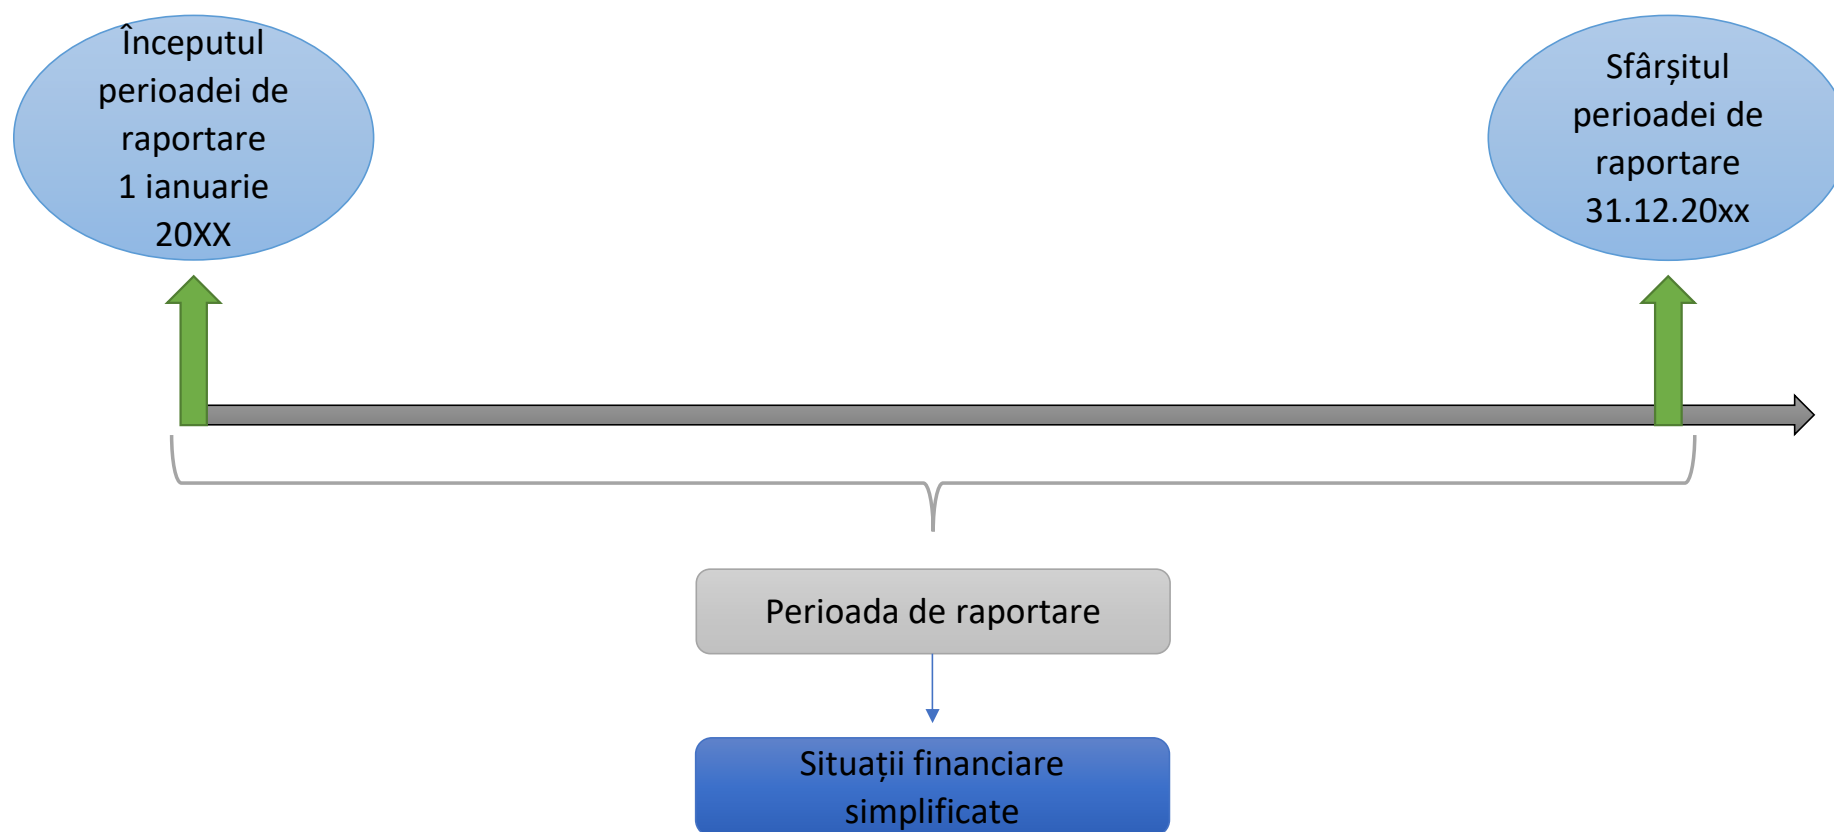 Începutul
perioadei de
raportare
1 ianuarie
20XX
Sfârșitul
perioadei de
raportare
31.12.20xx
Perioada de raportare
Situații financiare
simplificate